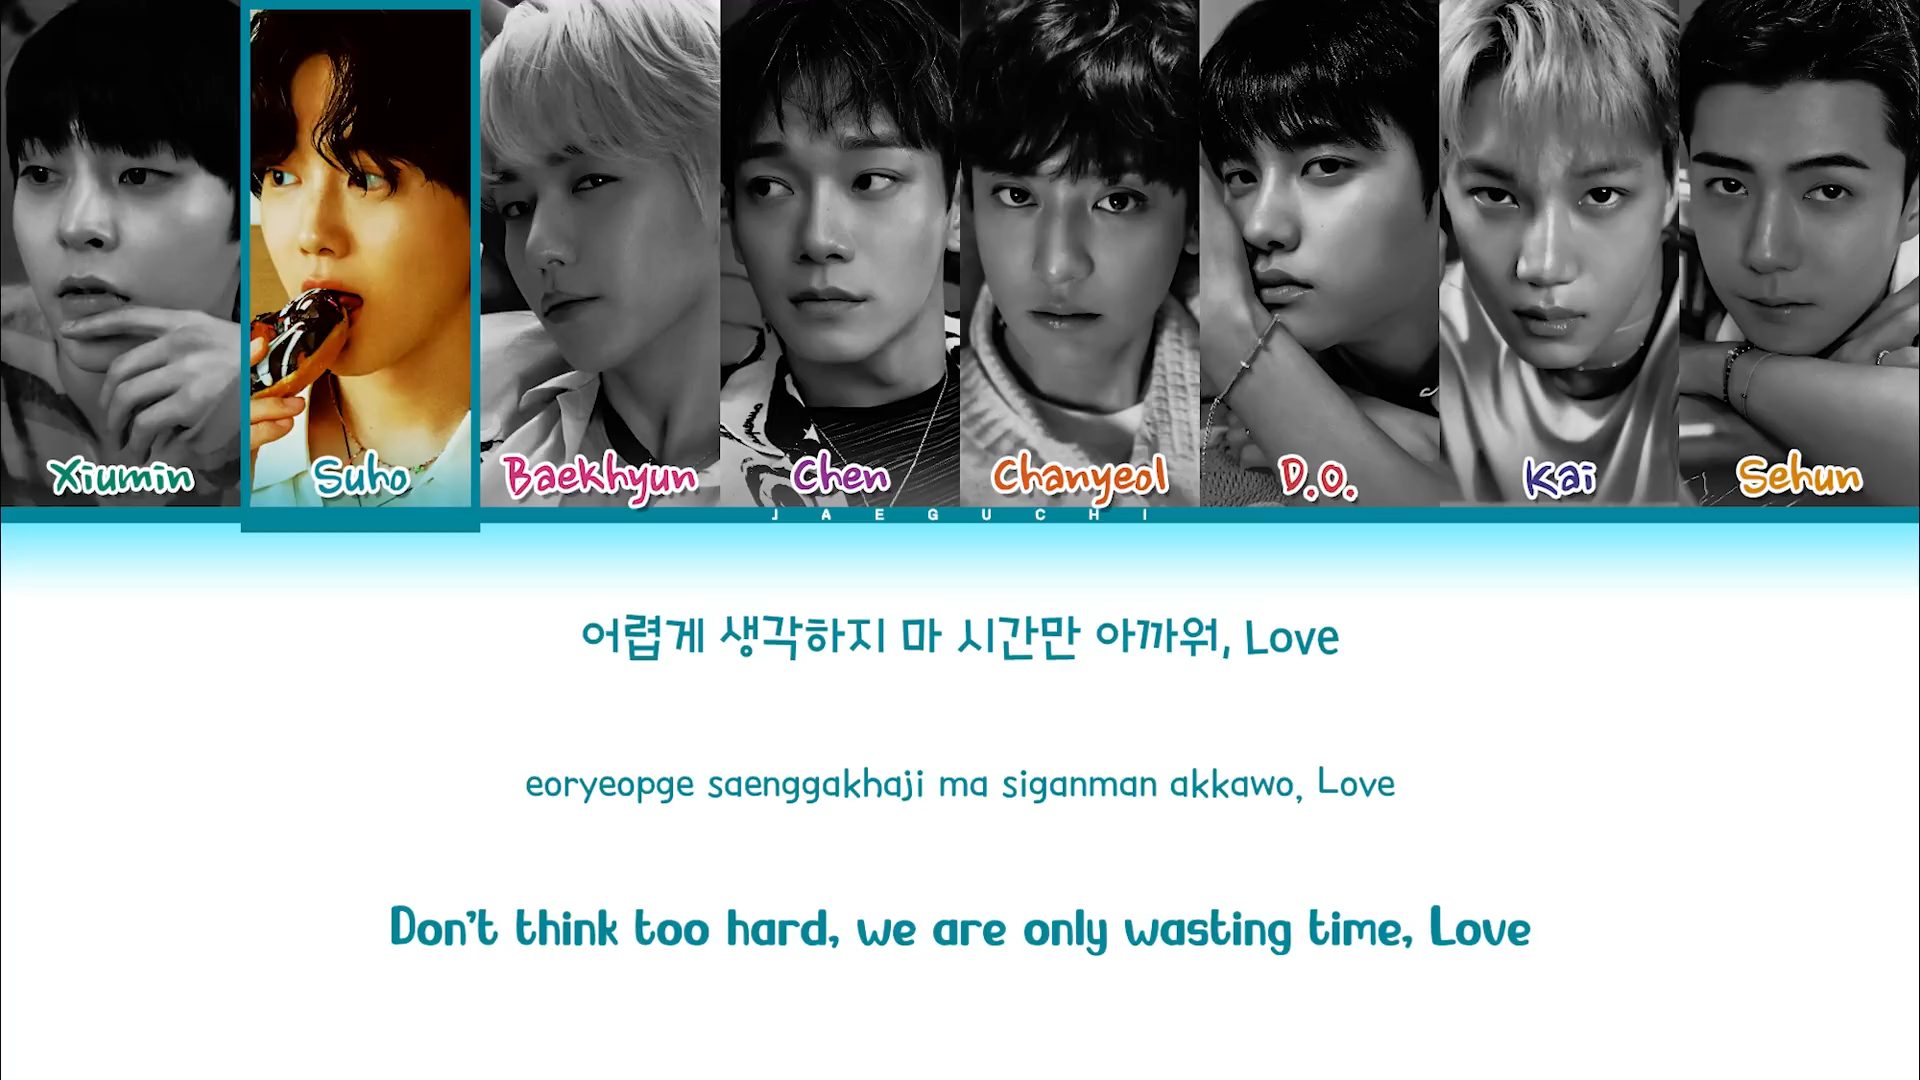 Xiumin
Suho
Baekhyun
Chen
Chanyeol
D.O.
Kai
Sehun
JAEGUCHI
어렵게 생각하지 마 시간만 아까워, Love
eoryeopge saenggakhaji ma siganman akkawo, Love
Don't think too hard, we are only wasting time, Love